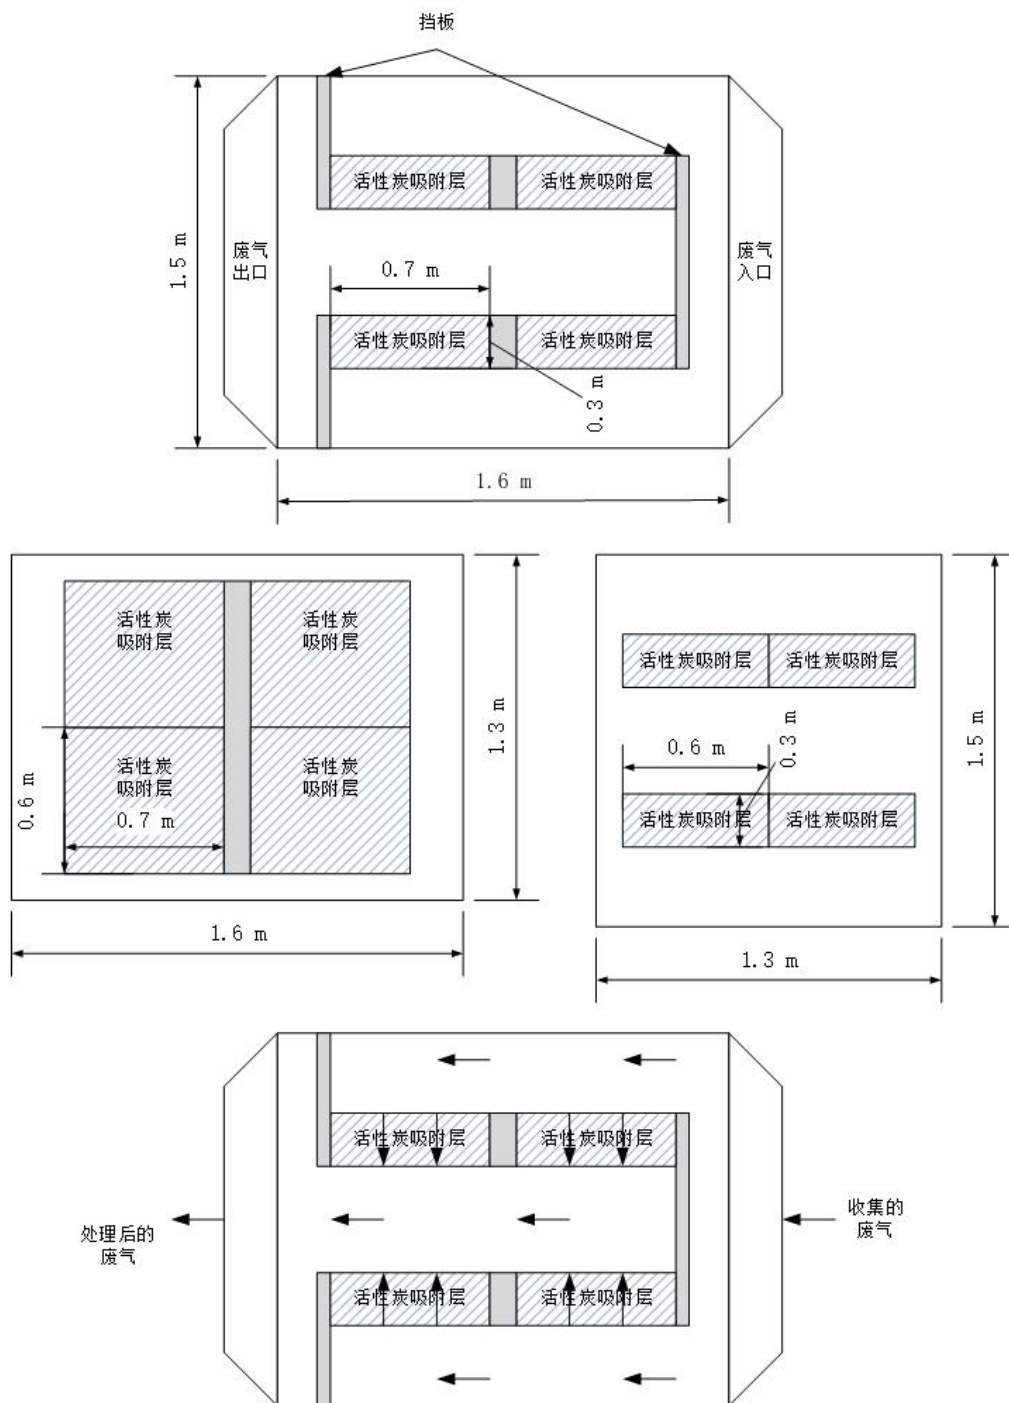 挡板
活性炭吸附层
活性炭吸附层
废气
出口
废气
入口
1.5 m
0.7 m
活性炭吸附层
活性炭吸附层
0.3 m
1.6 m
活性炭
吸附层
活性炭
吸附层
活性炭
吸附层
活性炭
吸附层
0.6 m
0.7 m
1.3 m
1.6 m
活性炭吸附层
活性炭吸附层
0.6 m
0.3 m
活性炭吸附层
活性炭吸附层
1.5 m
1.3 m
活性炭吸附层
活性炭吸附层
处理后的
废气
收集的
废气
活性炭吸附层
活性炭吸附层